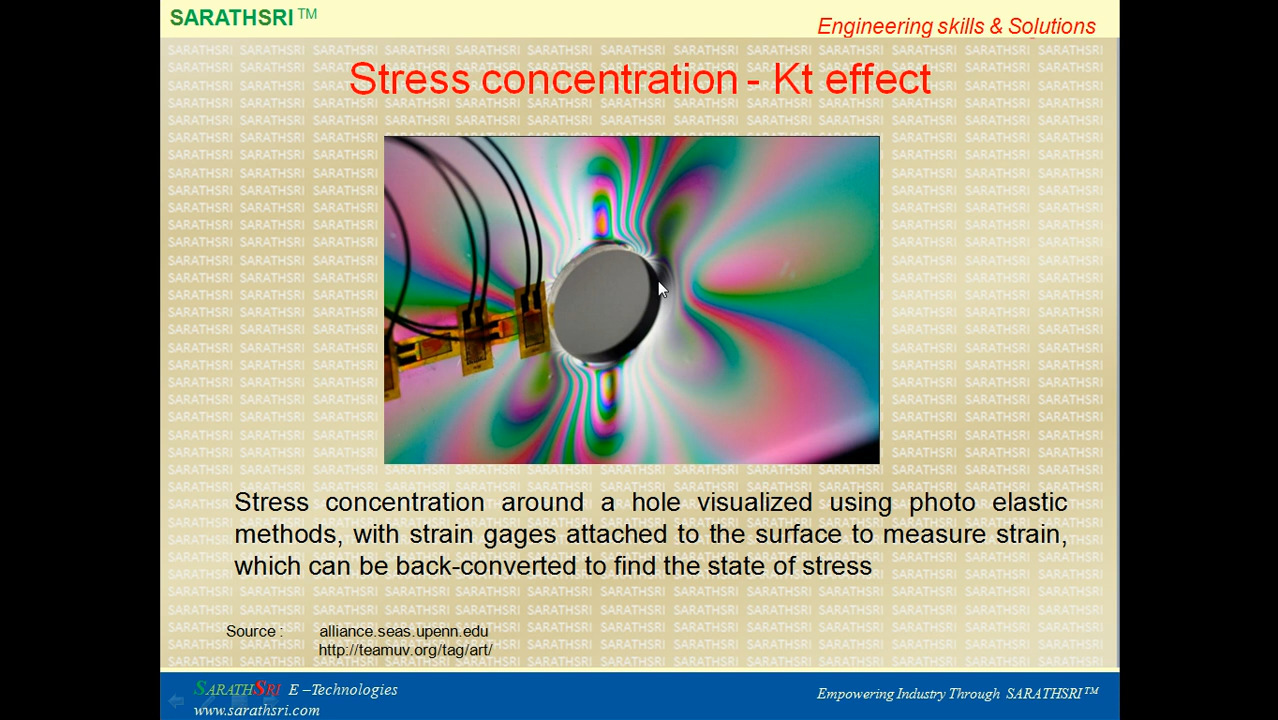 SARATHSRI™
Engineering skills & Solutions
Stress concentration - Kt effect
Stress concentration around a hole visualized using photo elastic
methods, with strain gages attached to the surface to measure strain,
which can be back-converted to find the state of stress
Source : alliance.seas.upenn.edu
http://teamuv.org/tag/art/
SARATHSRI E –Technologies
www.sarathsri.com
Empowering Industry Through SARATHSRI™